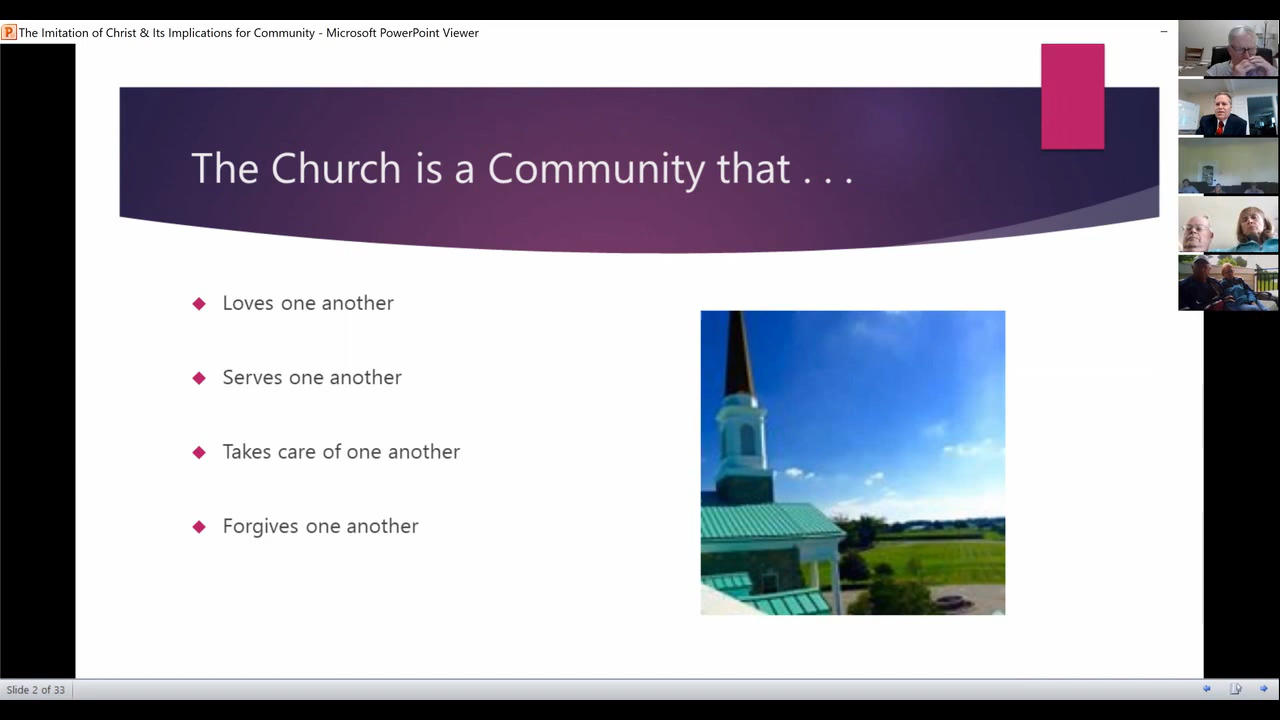 The Imitation of Christ & Its Implications for Community - Microsoft PowerPoint Viewer
The Church is a Community that . . .
Loves one another
Serves one another
Takes care of one another
Forgives one another
Slide 2 of 33